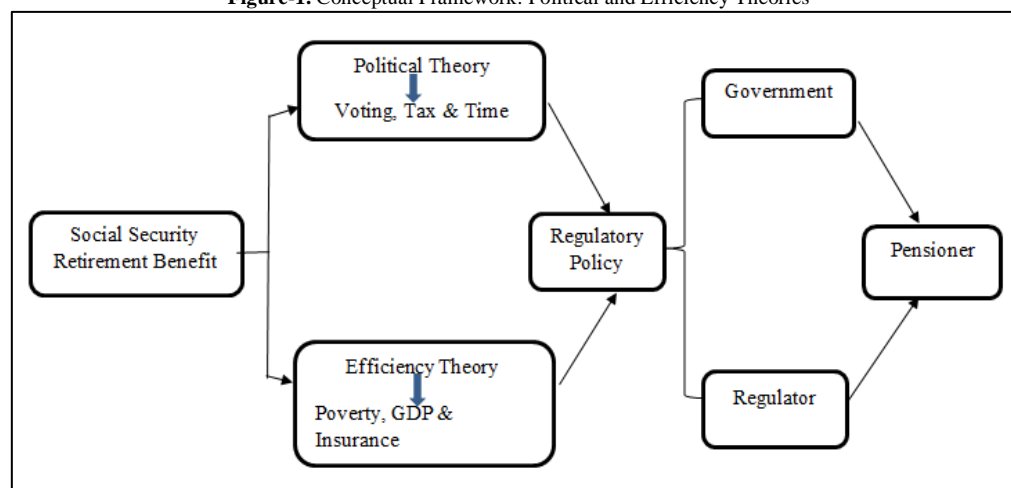 Figure-1. Conceptual Framework: Political and Efficiency Theories
Political Theory
Voting, Tax & Time
Government
Social Security
Retirement Benefit
Regulatory
Policy
Pensioner
Efficiency Theory
Poverty, GDP &
Insurance
Regulator